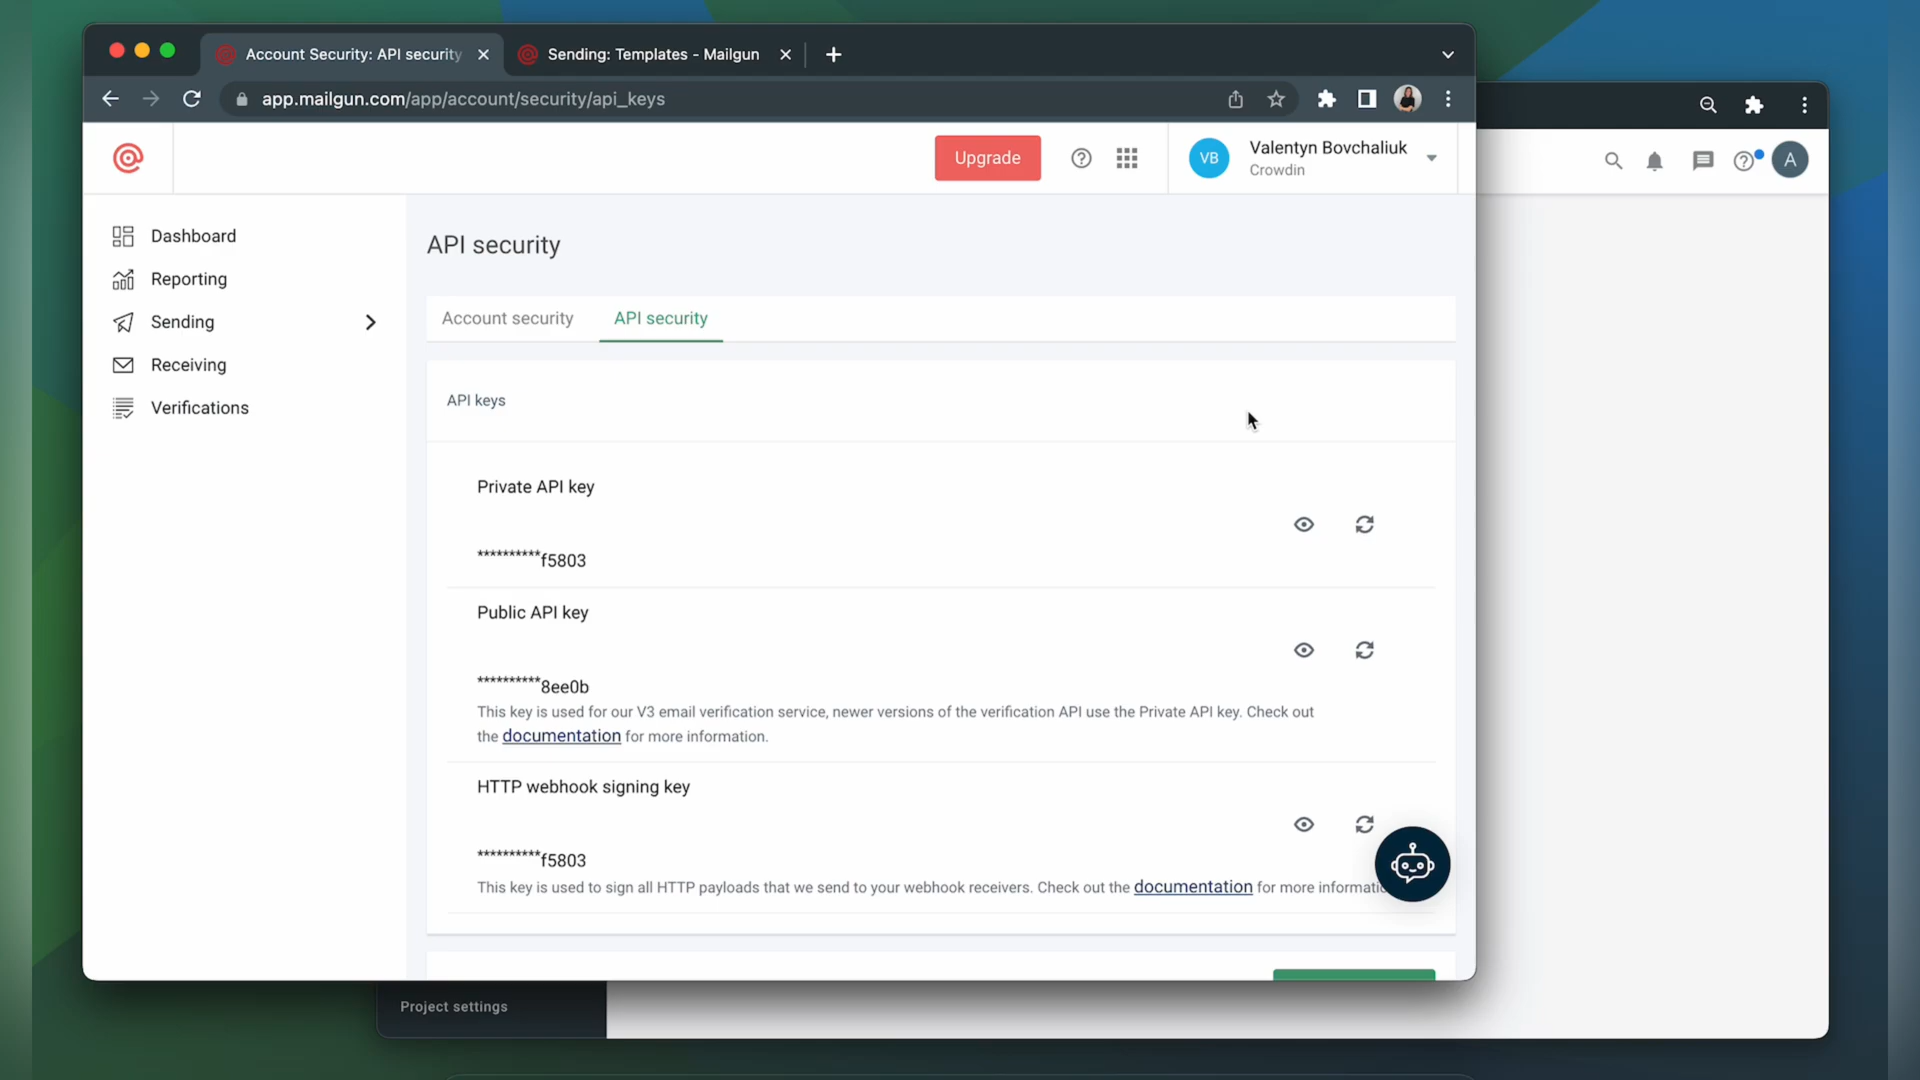 Account Security: API security
Sending: Templates - Mailgun
app.mailgun.com/app/account/security/api_keys
Upgrade
VB
Valentyn Bovchaliuk
Crowdin
A
Dashboard
Reporting
Sending
Receiving
Verifications
API security
Account security
API security
API keys
Private API key
**********f5803
Public API key
**********8ee0b
This key is used for our V3 email verification service, newer versions of the verification API use the Private API key. Check out
the documentation for more information.
HTTP webhook signing key
**********f5803
This key is used to sign all HTTP payloads that we send to your webhook receivers. Check out the documentation for more informatio
Project settings